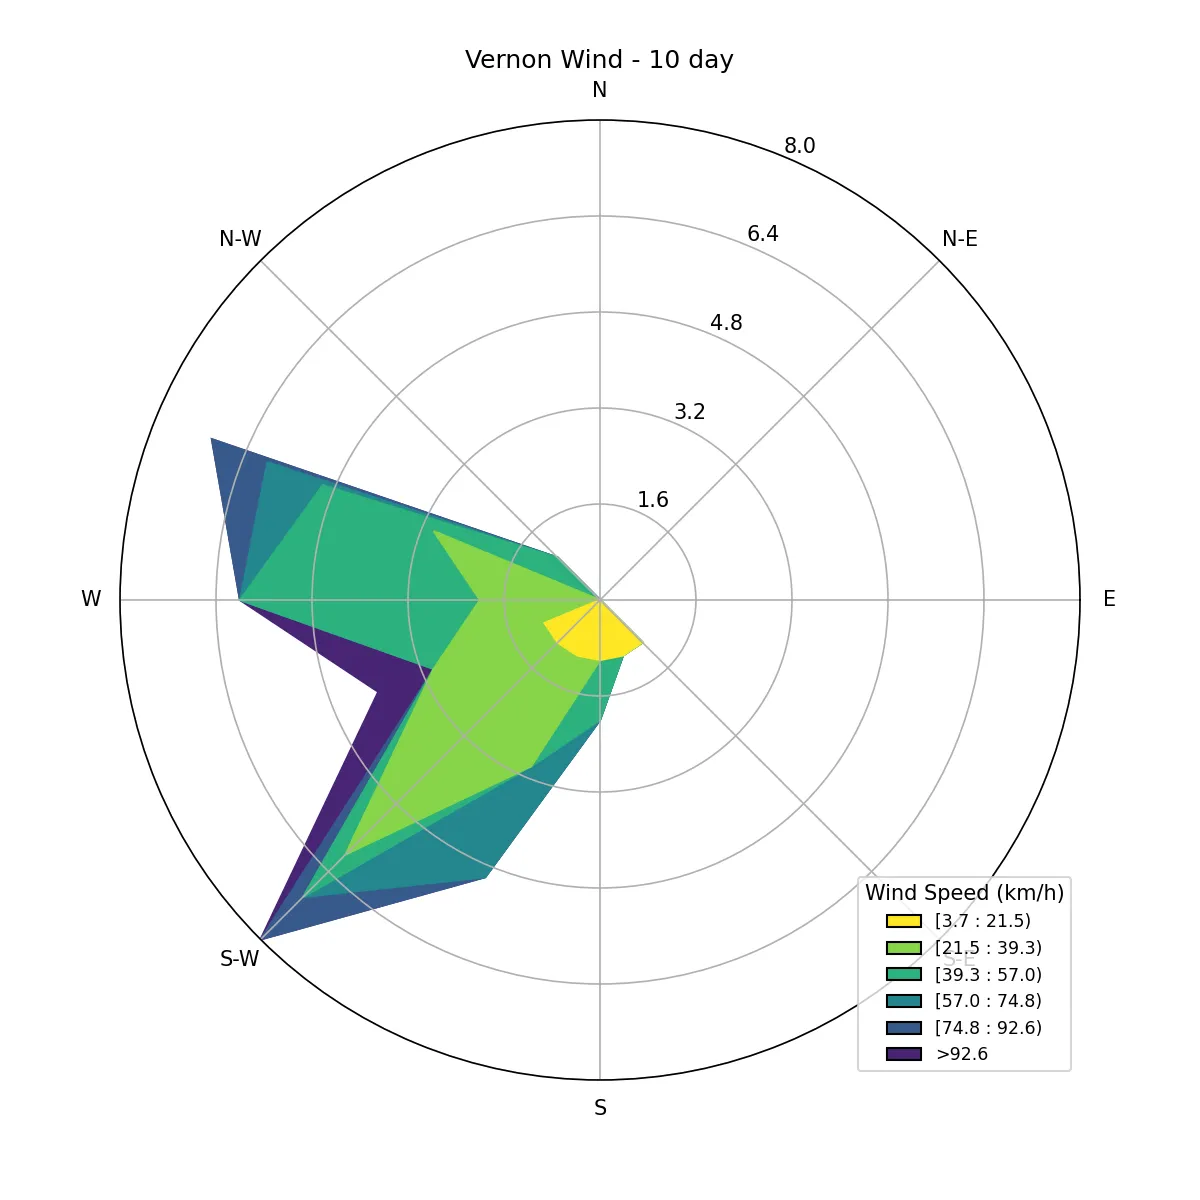 Vernon Wind - 10 day
N
8.0
N-W
N-E
6.4
4.8
3.2
1.6
W
E
Wind Speed (km/h)
[3.7 : 21.5)
[21.5 : 39.3)
S-W
S-E
[39.3 : 57.0)
[57.0 : 74.8)
[74.8 : 92.6)
>92.6
S